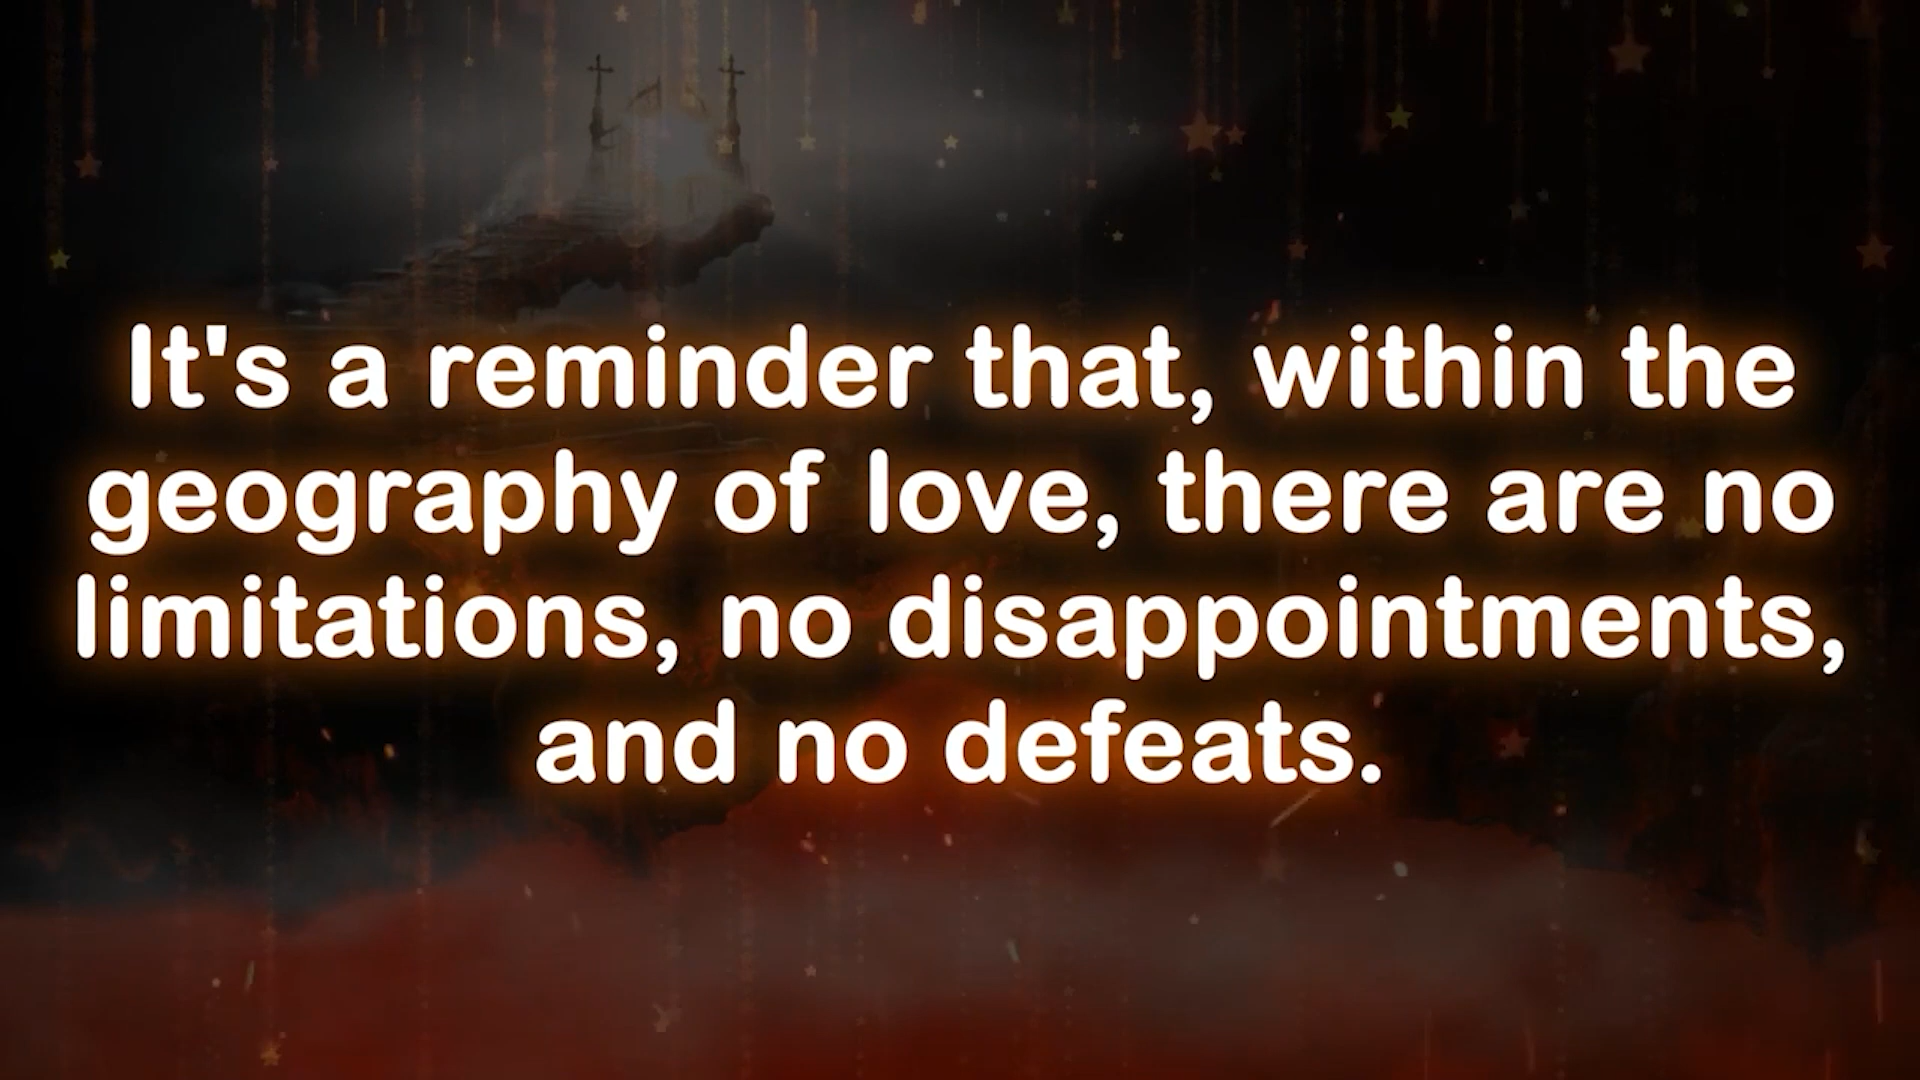 It's a reminder that, within the
geography of love, there are no
limitations, no disappointments,
and no defeats.